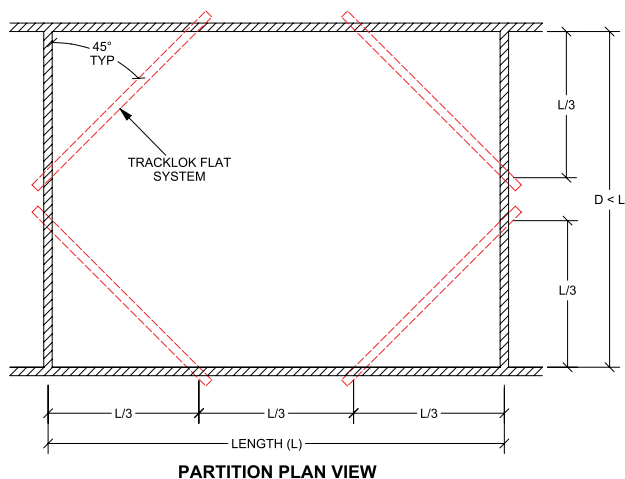 45°
TYP
L/3
TRACKLOK FLAT
SYSTEM
D < L
L/3
L/3
L/3
L/3
LENGTH (L)
PARTITION PLAN VIEW